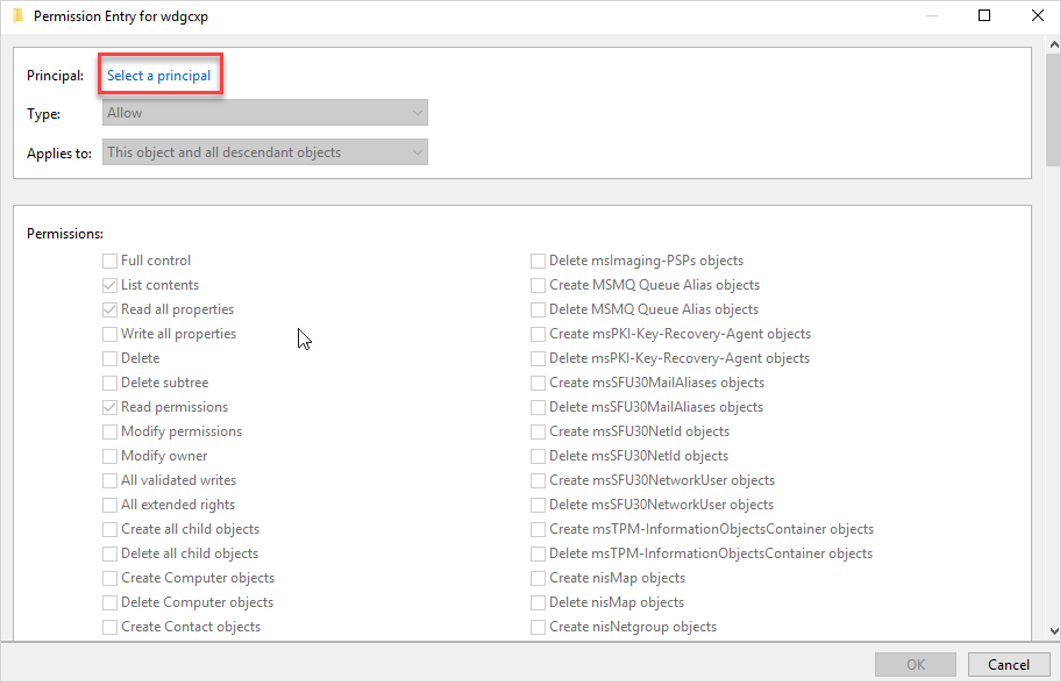 Permission Entry for wdgcxp
Principal: Select a principal
Type: Allow
Applies to: This object and all descendant objects
Permissions:
Full control
List contents
Read all properties
Write all properties
Delete
Delete subtree
Read permissions
Modify permissions
Modify owner
All validated writes
All extended rights
Create all child objects
Delete all child objects
Create Computer objects
Delete Computer objects
Create Contact objects
Delete msImaging-PSPs objects
Create MSMQ Queue Alias objects
Delete MSMQ Queue Alias objects
Create msPKI-Key-Recovery-Agent objects
Delete msPKI-Key-Recovery-Agent objects
Create msSFU30MailAliases objects
Delete msSFU30MailAliases objects
Create msSFU30NetId objects
Delete msSFU30NetId objects
Create msSFU30NetworkUser objects
Delete msSFU30NetworkUser objects
Create msTPM-InformationObjectsContainer objects
Delete msTPM-InformationObjectsContainer objects
Create nisMap objects
Delete nisMap objects
Create nisNetgroup objects
OK
Cancel